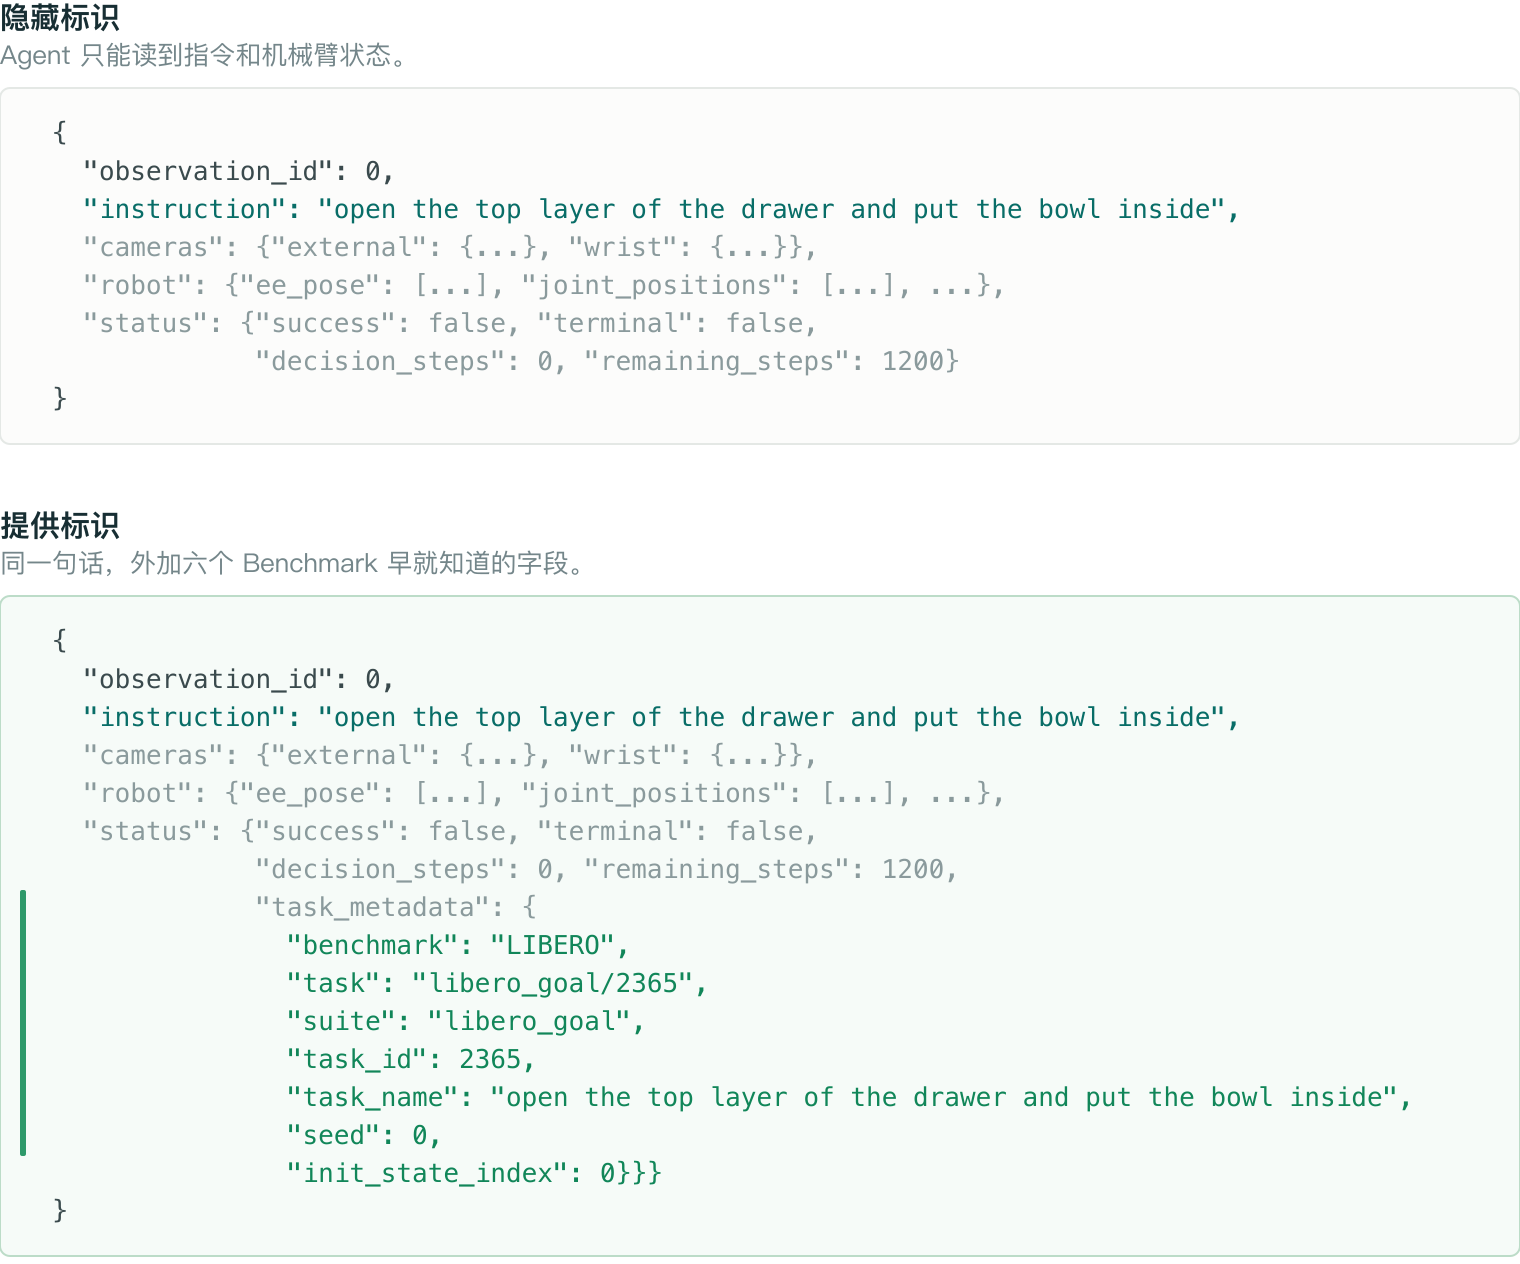 隐藏标识
Agent 只能读到指令和机械臂状态。
{
"observation_id": 0,
"instruction": "open the top layer of the drawer and put the bowl inside",
"cameras": {"external": {...}, "wrist": {...}},
"robot": {"ee_pose": [...], "joint_positions": [...], ...},
"status": {"success": false, "terminal": false,
"decision_steps": 0, "remaining_steps": 1200}
}
提供标识
同一句话，外加六个 Benchmark 早就知道的字段。
{
"observation_id": 0,
"instruction": "open the top layer of the drawer and put the bowl inside",
"cameras": {"external": {...}, "wrist": {...}},
"robot": {"ee_pose": [...], "joint_positions": [...], ...},
"status": {"success": false, "terminal": false,
"decision_steps": 0, "remaining_steps": 1200,
"task_metadata": {
"benchmark": "LIBERO",
"task": "libero_goal/2365",
"suite": "libero_goal",
"task_id": 2365,
"task_name": "open the top layer of the drawer and put the bowl inside",
"seed": 0,
"init_state_index": 0}}}
}